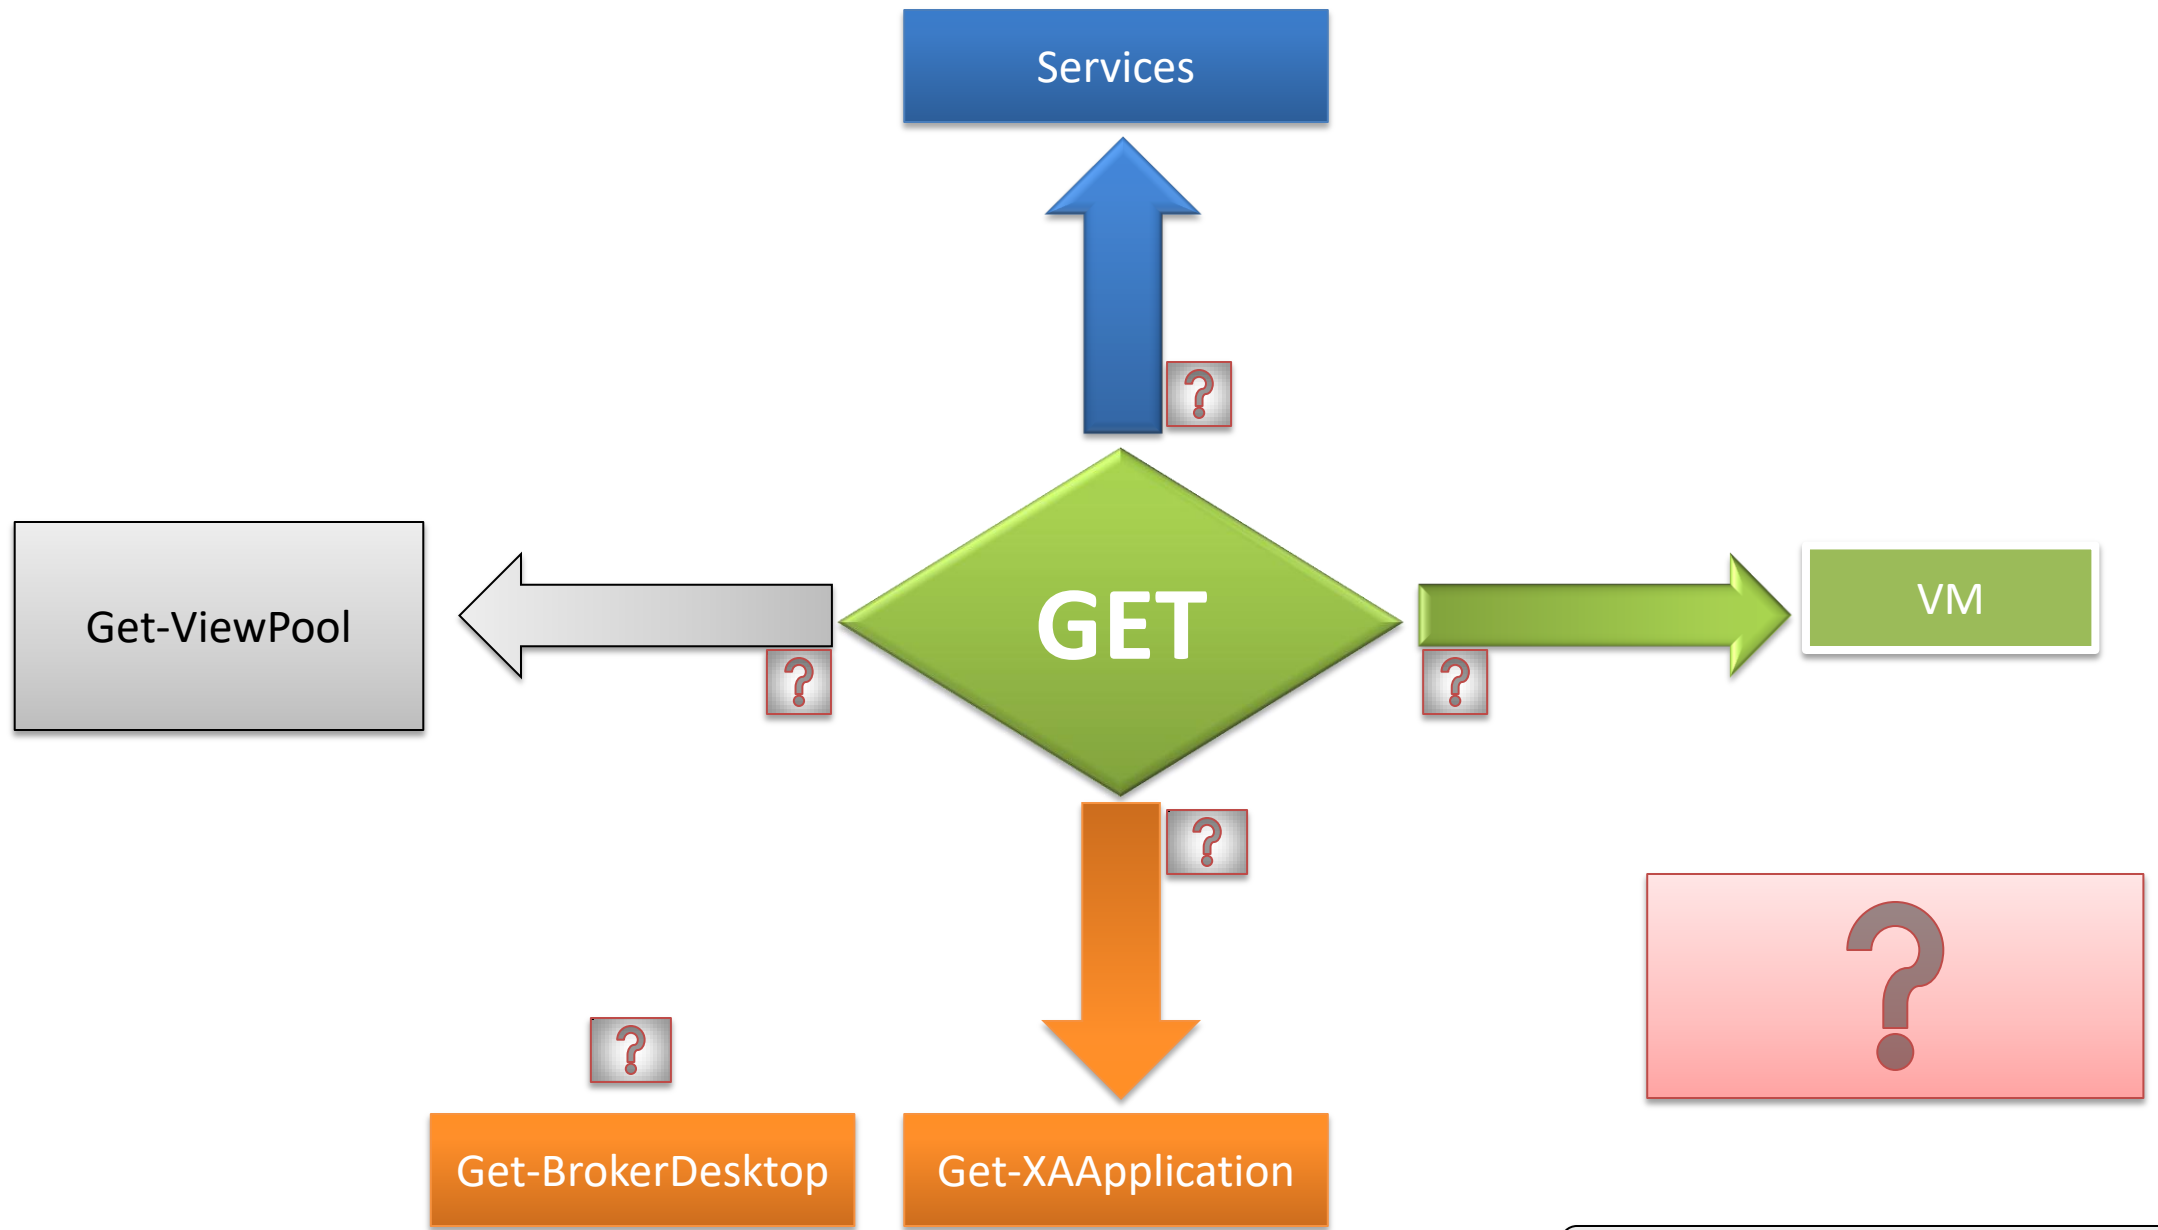 Services
?
Get-ViewPool
GET
VM
?
?
?
?
?
Get-BrokerDesktop
Get-XAApplication